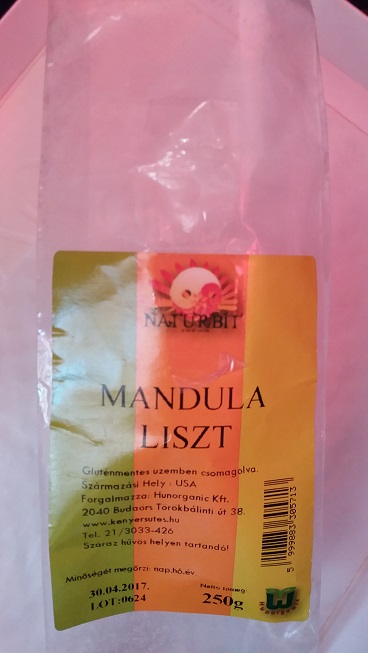 NATURBIT
MANDULA
LISZT
Gluténmentes üzemben csomagolva.
Származási Hely : USA
Forgalmazza: Hunorganic Kft.
2040 Budaörs Törökbálinti út 38.
www.kenyersutes.hu
Tel. 21/3033-426
Száraz hűvös helyen tartandó!
Minőségét megőrzi: nap.hó.év
30.04.2017.
LOT:0624
Nettó tömeg:
250g
5 999883 385713